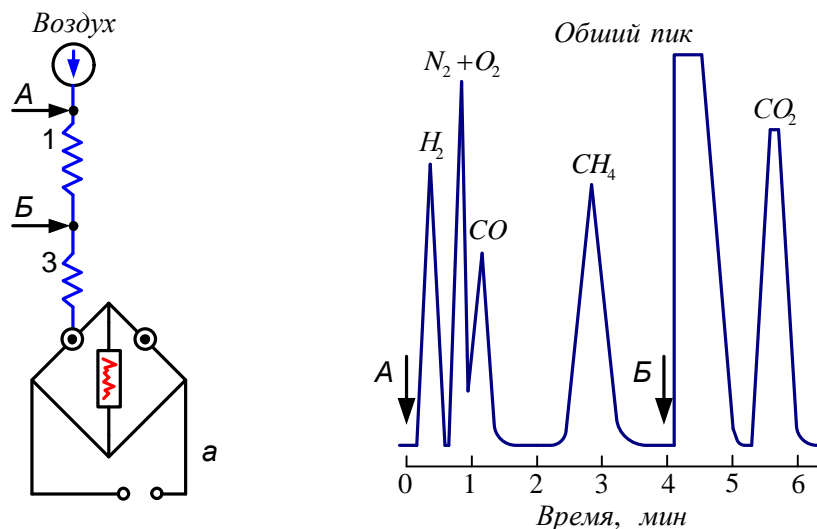 Воздух
А
1
Б
3
а
Обший пик
N₂+O₂
CO₂
H₂
CH₄
CO
А
Б
0 1 2 3 4 5 6
Время, мин